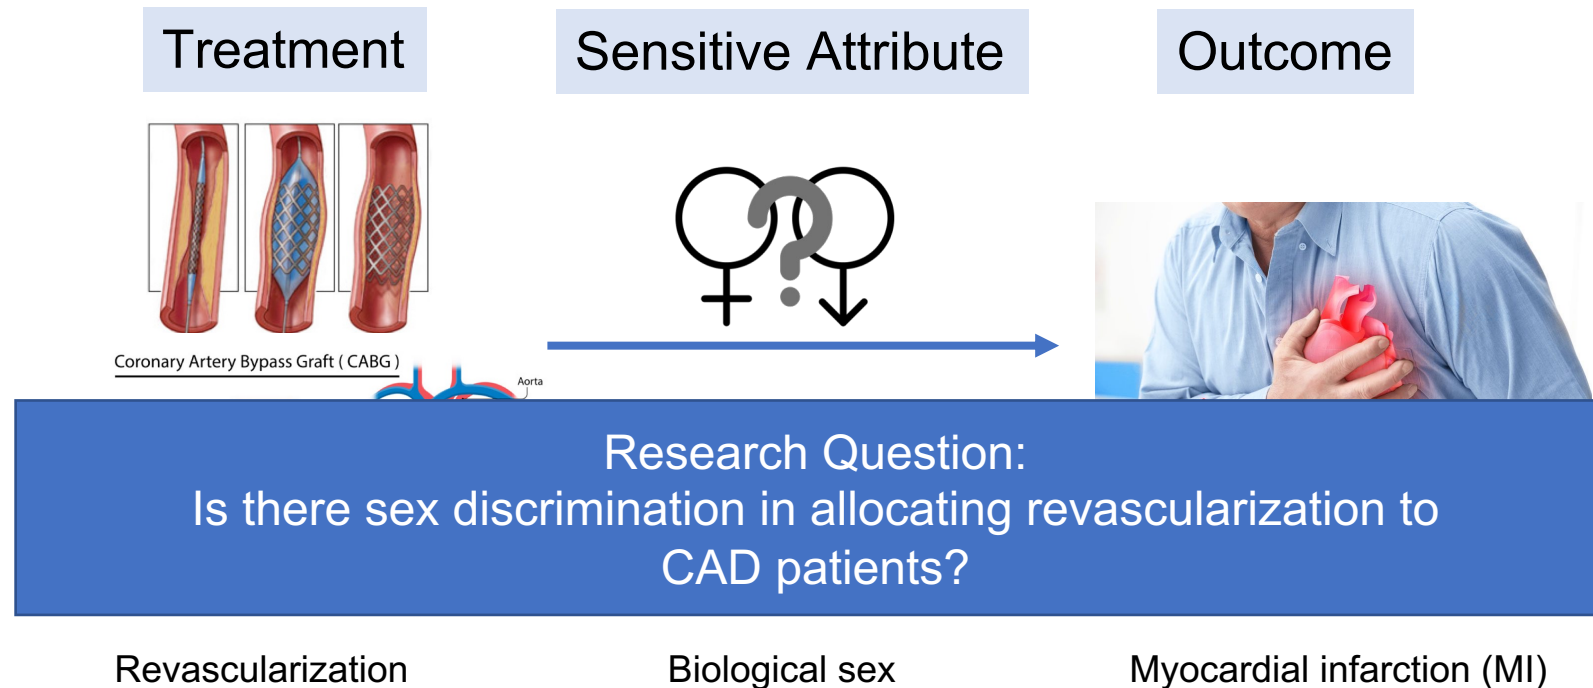 Treatment
Sensitive Attribute
Outcome
Coronary Artery Bypass Graft ( CABG )
Aorta
Research Question:
Is there sex discrimination in allocating revascularization to
CAD patients?
Revascularization
Biological sex
Myocardial infarction (MI)